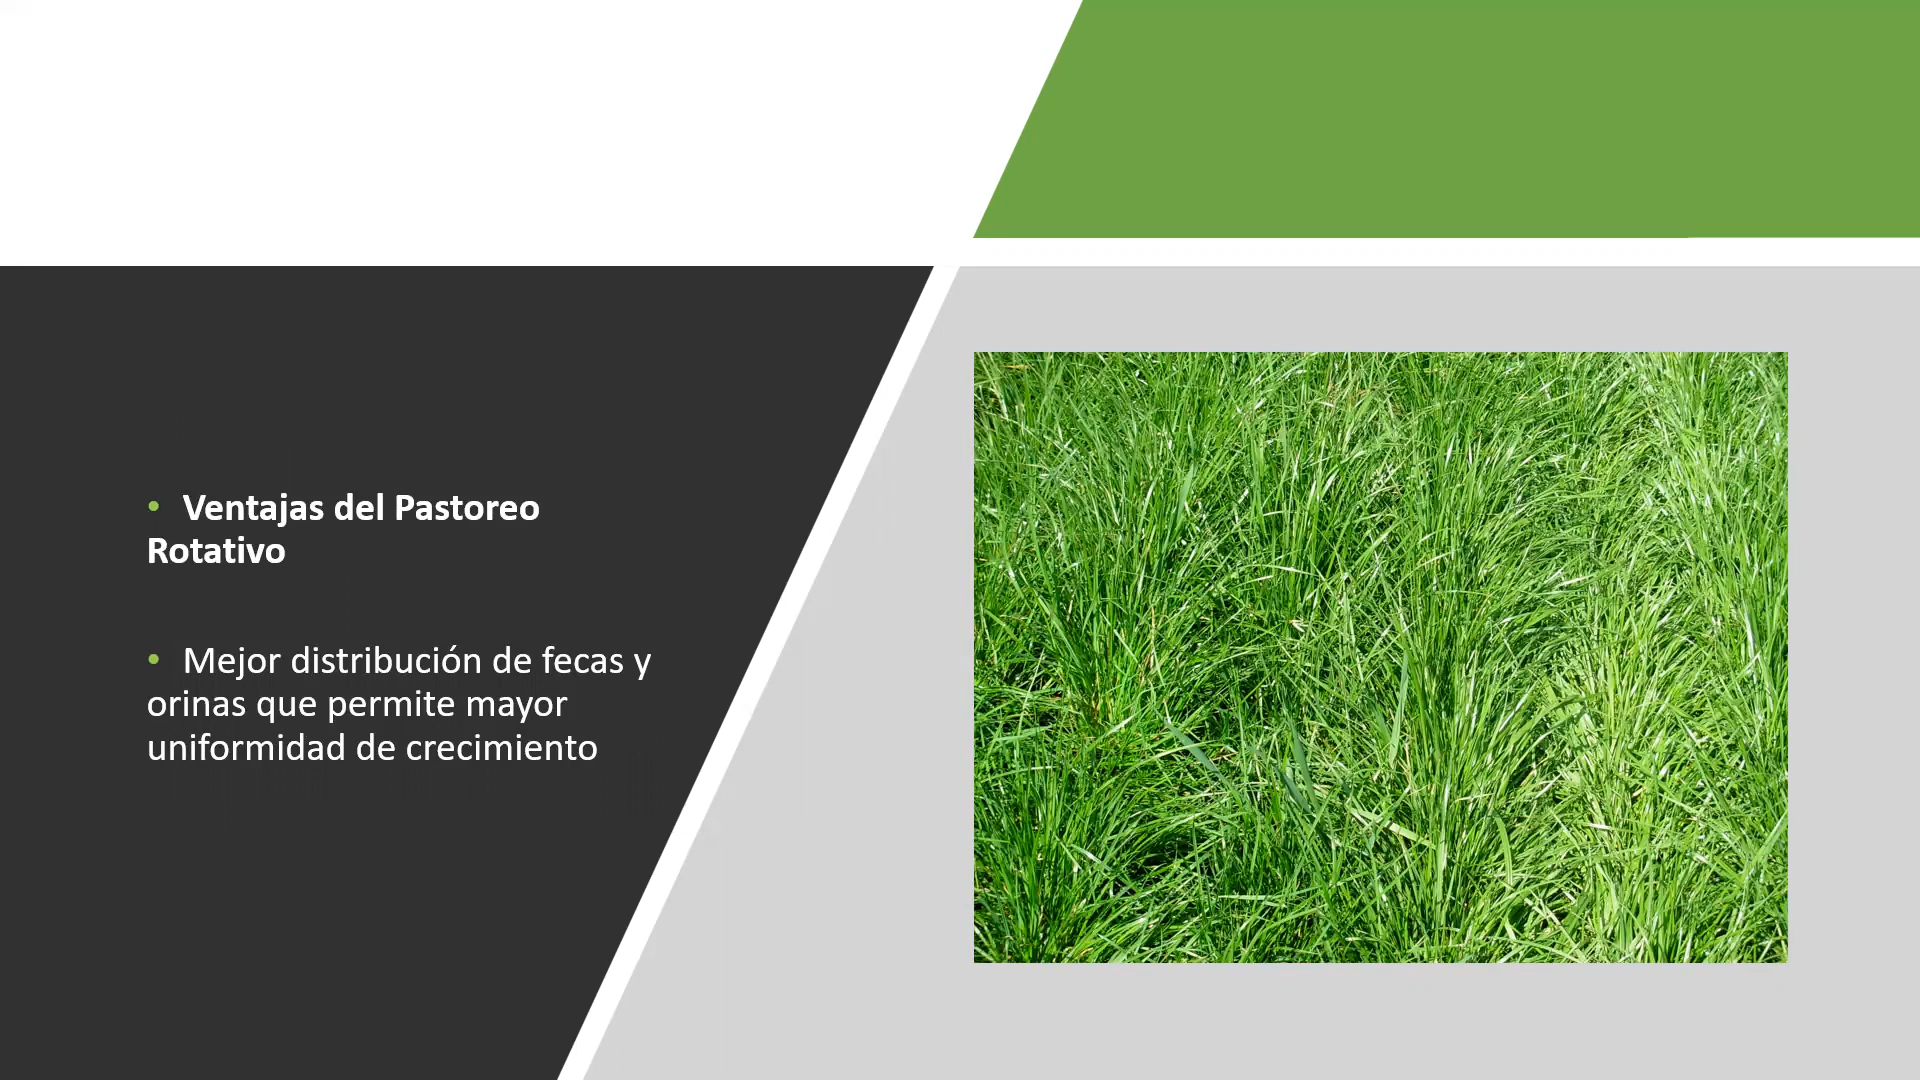 • Ventajas del Pastoreo
Rotativo
• Mejor distribución de fecas y
orinas que permite mayor
uniformidad de crecimiento